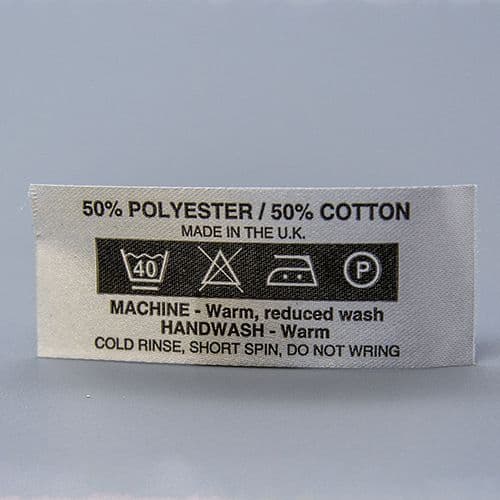 50% POLYESTER / 50% COTTON
MADE IN THE U.K.
40 P
MACHINE - Warm, reduced wash
HANDWASH - Warm
COLD RINSE, SHORT SPIN, DO NOT WRING